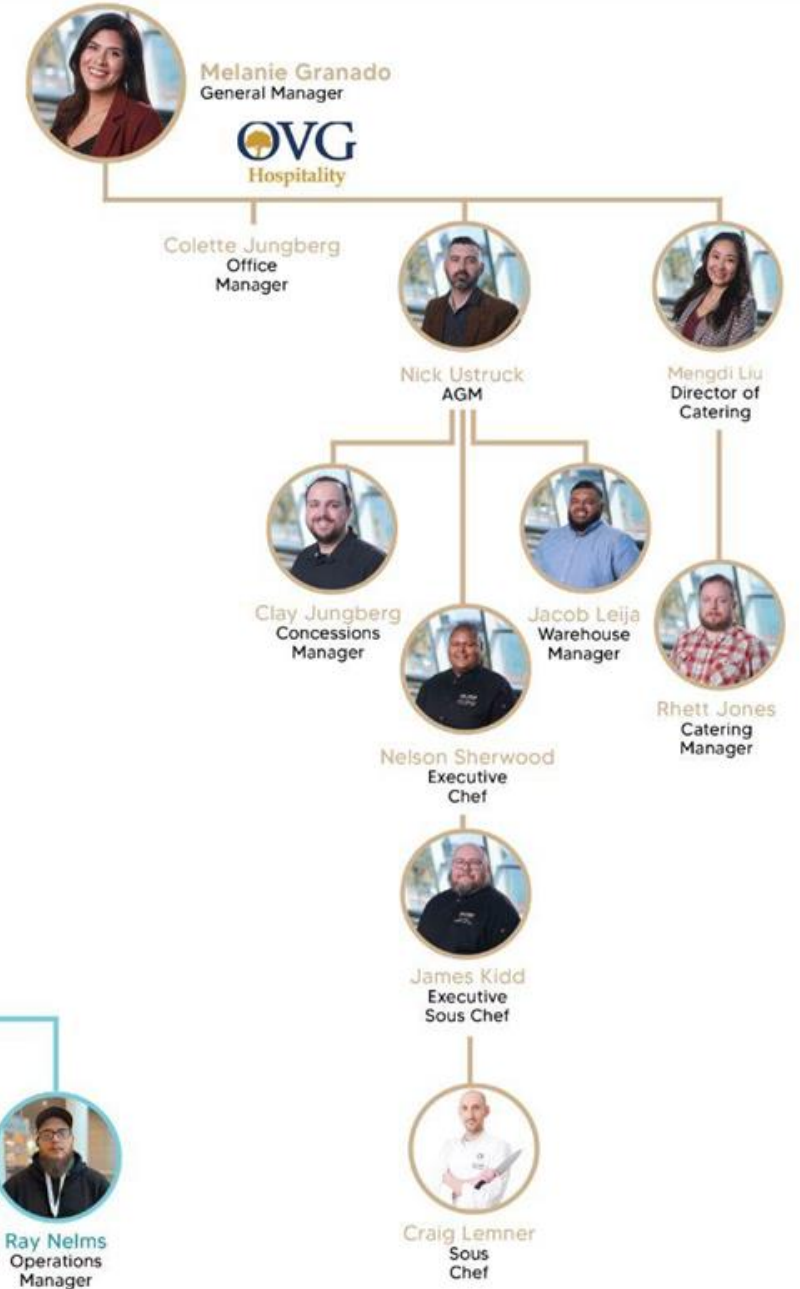 Melanie Granado
General Manager
OVG
Hospitality
Colette Jungberg
Office
Manager
Nick Ustruck
AGM
Mengdi Liu
Director of
Catering
Clay Jungberg
Concessions
Manager
Jacob Leija
Warehouse
Manager
Rhett Jones
Catering
Manager
Nelson Sherwood
Executive
Chef
James Kidd
Executive
Sous Chef
Craig Lemner
Sous
Chef
Ray Nelms
Operations
Manager